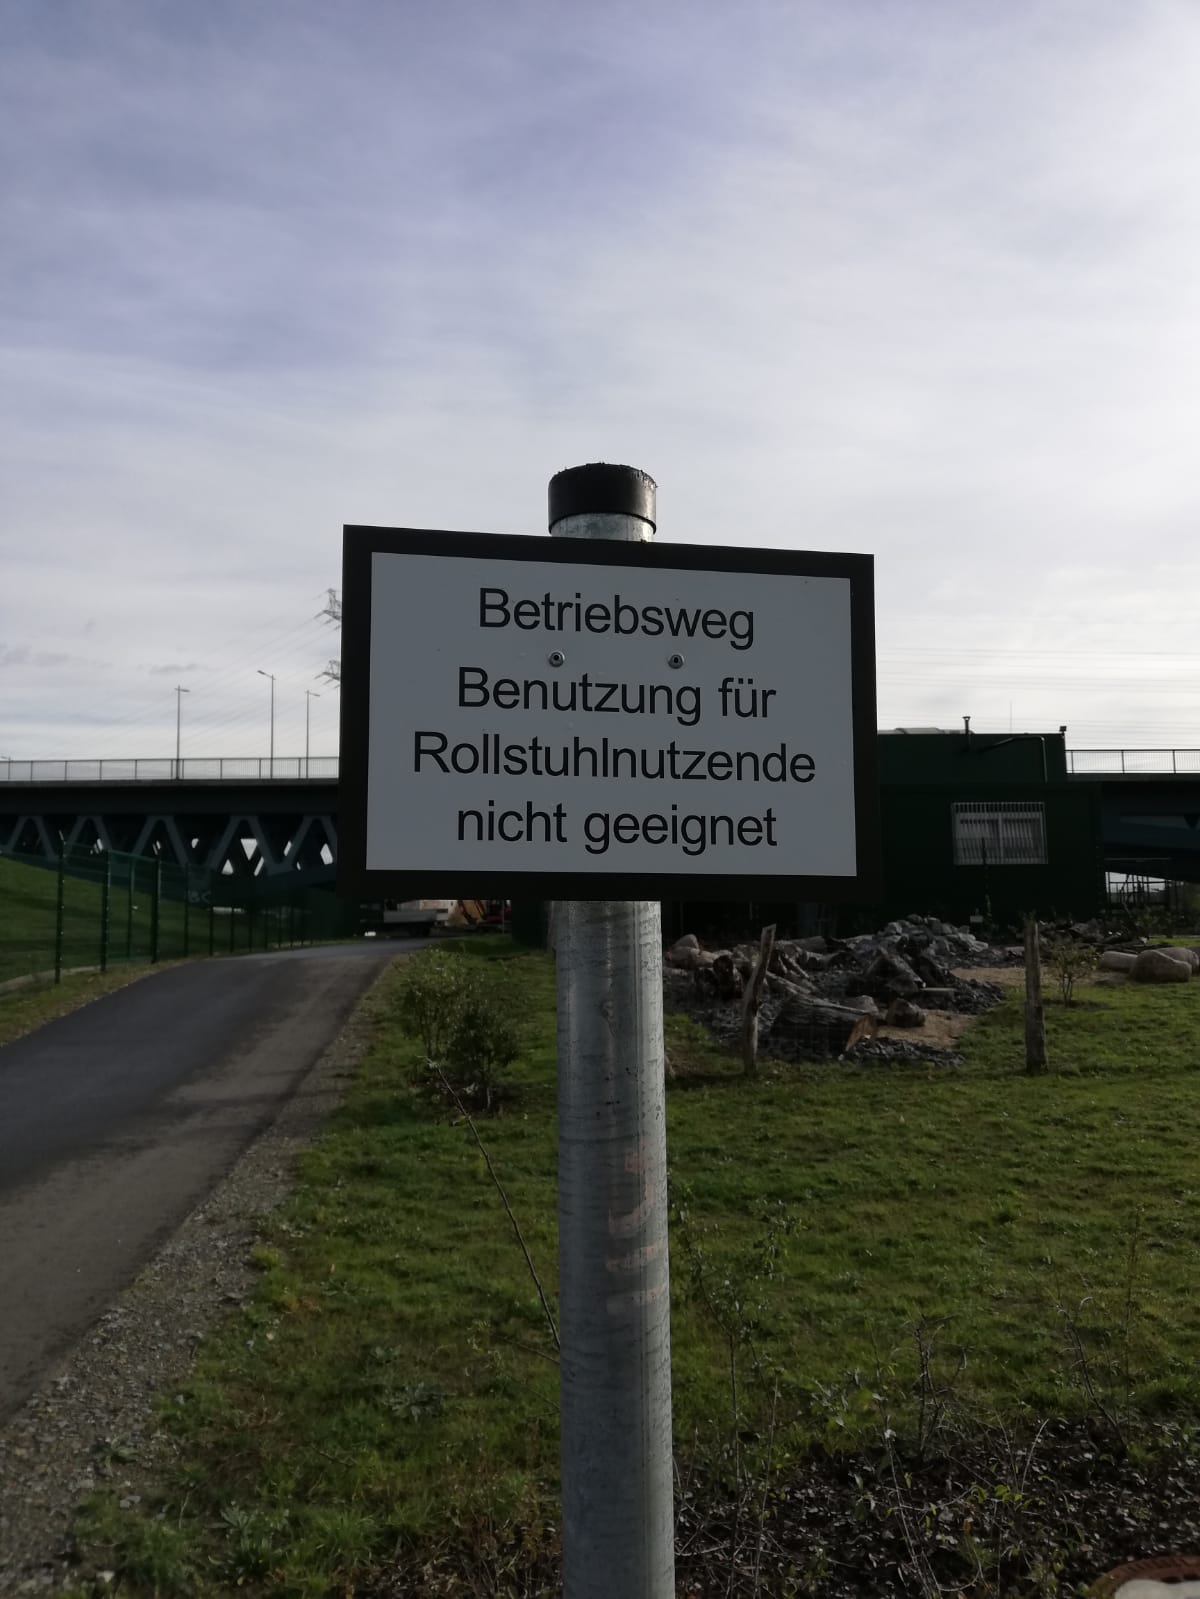 Betriebsweg
Benutzung für
Rollstuhlnutzende
nicht geeignet